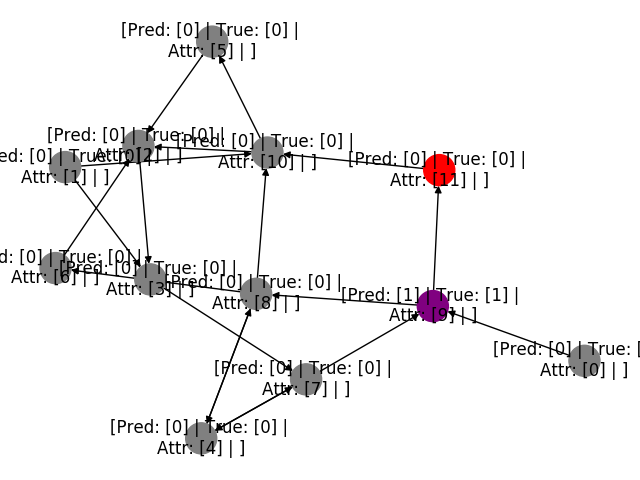 [Pred: [0] | True: [0] |
Attr: [5] | ]
[Pred: [0] | True: [0] |
Attr: [2] | ]
[Pred: [0] | True: [0] |
Attr: [10] | ]
ed: [0] | True: [0] |
Attr: [1] | ]
[Pred: [0] | True: [0] |
Attr: [11] | ]
d: [0] | True: [0] |
Attr: [6] | ]
[Pred: [0] | True: [0] |
Attr: [3] | ]
[Pred: [0] | True: [0] |
Attr: [8] | ]
[Pred: [1] | True: [1] |
Attr: [9] | ]
[Pred: [0] | True: [
Attr: [0] | ]
[Pred: [0] | True: [0] |
Attr: [7] | ]
[Pred: [0] | True: [0] |
Attr: [4] | ]